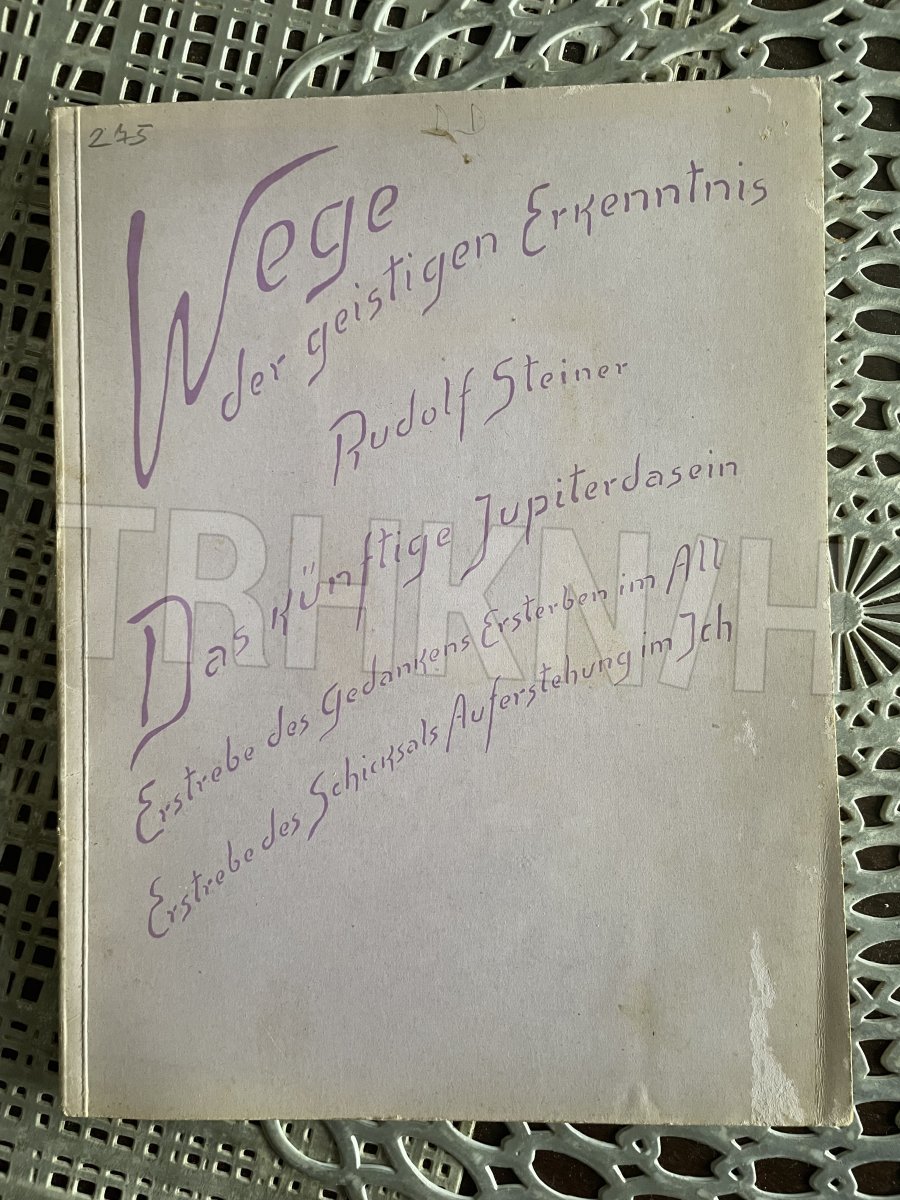 245
Wege
der geistigen Erkenntnis
Rudolf Steiner
Das künftige Jupiterdasein
Erstrebe des Gedankens Ersterben im All
Erstrebe des Schicksals Auferstehung im Ich
TRHKN/H